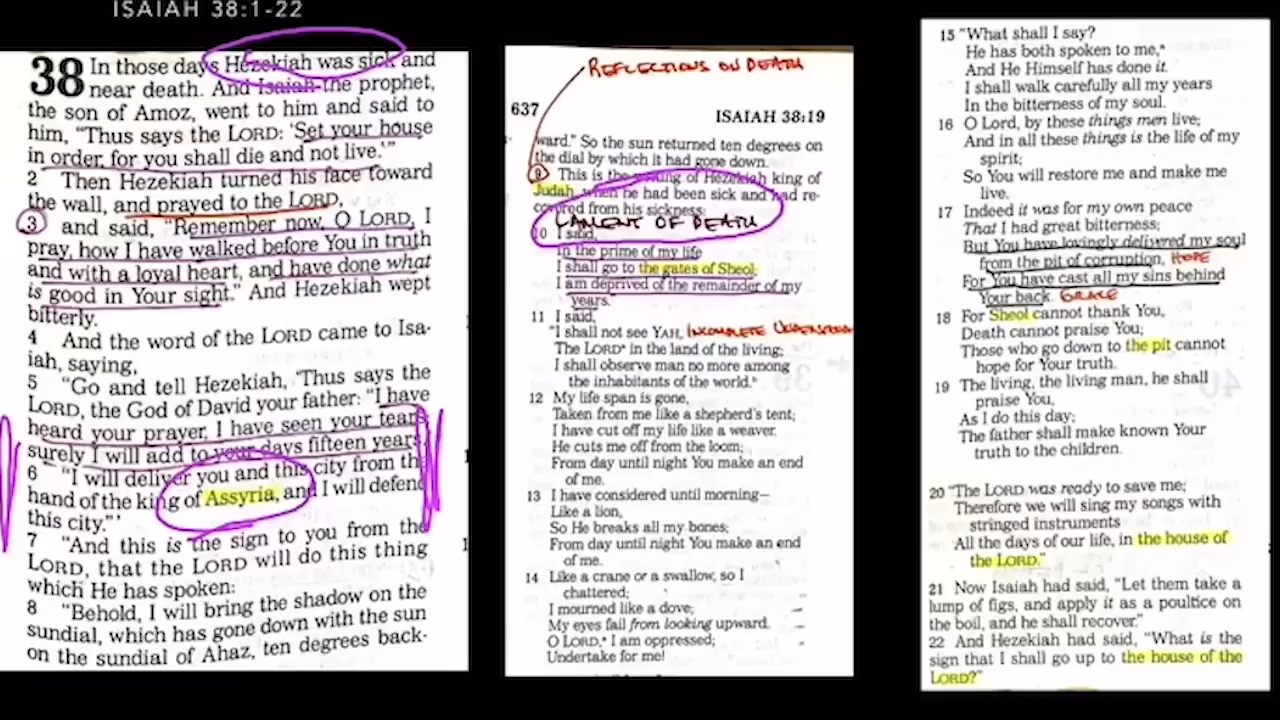 ISAIAH 38:1-22
38 In those days Hezekiah was sick and
near death. And Isaiah the prophet,
the son of Amoz, went to him and said to
him, "Thus says the LORD: 'Set your house
in order, for you shall die and not live.'"
2 Then Hezekiah turned his face toward
the wall, and prayed to the LORD,
3 and said, "Remember now, O LORD, I
pray, how I have walked before You in truth
and with a loyal heart, and have done what
is good in Your sight." And Hezekiah wept
bitterly.
4 And the word of the LORD came to Isa-
iah, saying,
5 "Go and tell Hezekiah, 'Thus says the
LORD, the God of David your father: "I have
heard your prayer, I have seen your tears;
surely I will add to your days fifteen years.
6 "I will deliver you and this city from the
hand of the king of Assyria, and I will defend
this city."'
7 "And this is the sign to you from the
LORD, that the LORD will do this thing
which He has spoken:
8 "Behold, I will bring the shadow on the
sundial, which has gone down with the sun
on the sundial of Ahaz, ten degrees back-
REFLECTIONS ON DEATH
637
ISAIAH 38:19
ward." So the sun returned ten degrees on
the dial by which it had gone down.
9 This is the writing of Hezekiah king of
Judah, when he had been sick and had re-
covered from his sickness:
LAMENT OF DEATH
10 I said,
"In the prime of my life
I shall go to the gates of Sheol;
I am deprived of the remainder of my
years."
11 I said,
"I shall not see YAH, INCOMPLETE
The LORD* in the land of the living;
I shall observe man no more among
the inhabitants of the world.*
12 My life span is gone,
Taken from me like a shepherd's tent;
I have cut off my life like a weaver.
He cuts me off from the loom;
From day until night You make an end
of me.
13 I have considered until morning—
Like a lion,
So He breaks all my bones;
From day until night You make an end
of me.
14 Like a crane or a swallow, so I
chattered;
I mourned like a dove;
My eyes fail from looking upward.
O LORD,* I am oppressed;
Undertake for me!
15 "What shall I say?
He has both spoken to me,*
And He Himself has done it.
I shall walk carefully all my years
In the bitterness of my soul.
16 O Lord, by these things men live;
And in all these things is the life of my
spirit;
So You will restore me and make me
live.
17 Indeed it was for my own peace
That I had great bitterness;
But You have lovingly delivered my soul
from the pit of corruption, HOPE
For You have cast all my sins behind
Your back. GRACE
18 For Sheol cannot thank You,
Death cannot praise You;
Those who go down to the pit cannot
hope for Your truth.
19 The living, the living man, he shall
praise You,
As I do this day;
The father shall make known Your
truth to the children.
20 "The LORD was ready to save me;
Therefore we will sing my songs with
stringed instruments
All the days of our life, in the house of
the LORD."
21 Now Isaiah had said, "Let them take a
lump of figs, and apply it as a poultice on
the boil, and he shall recover."
22 And Hezekiah had said, "What is the
sign that I shall go up to the house of the
LORD?"